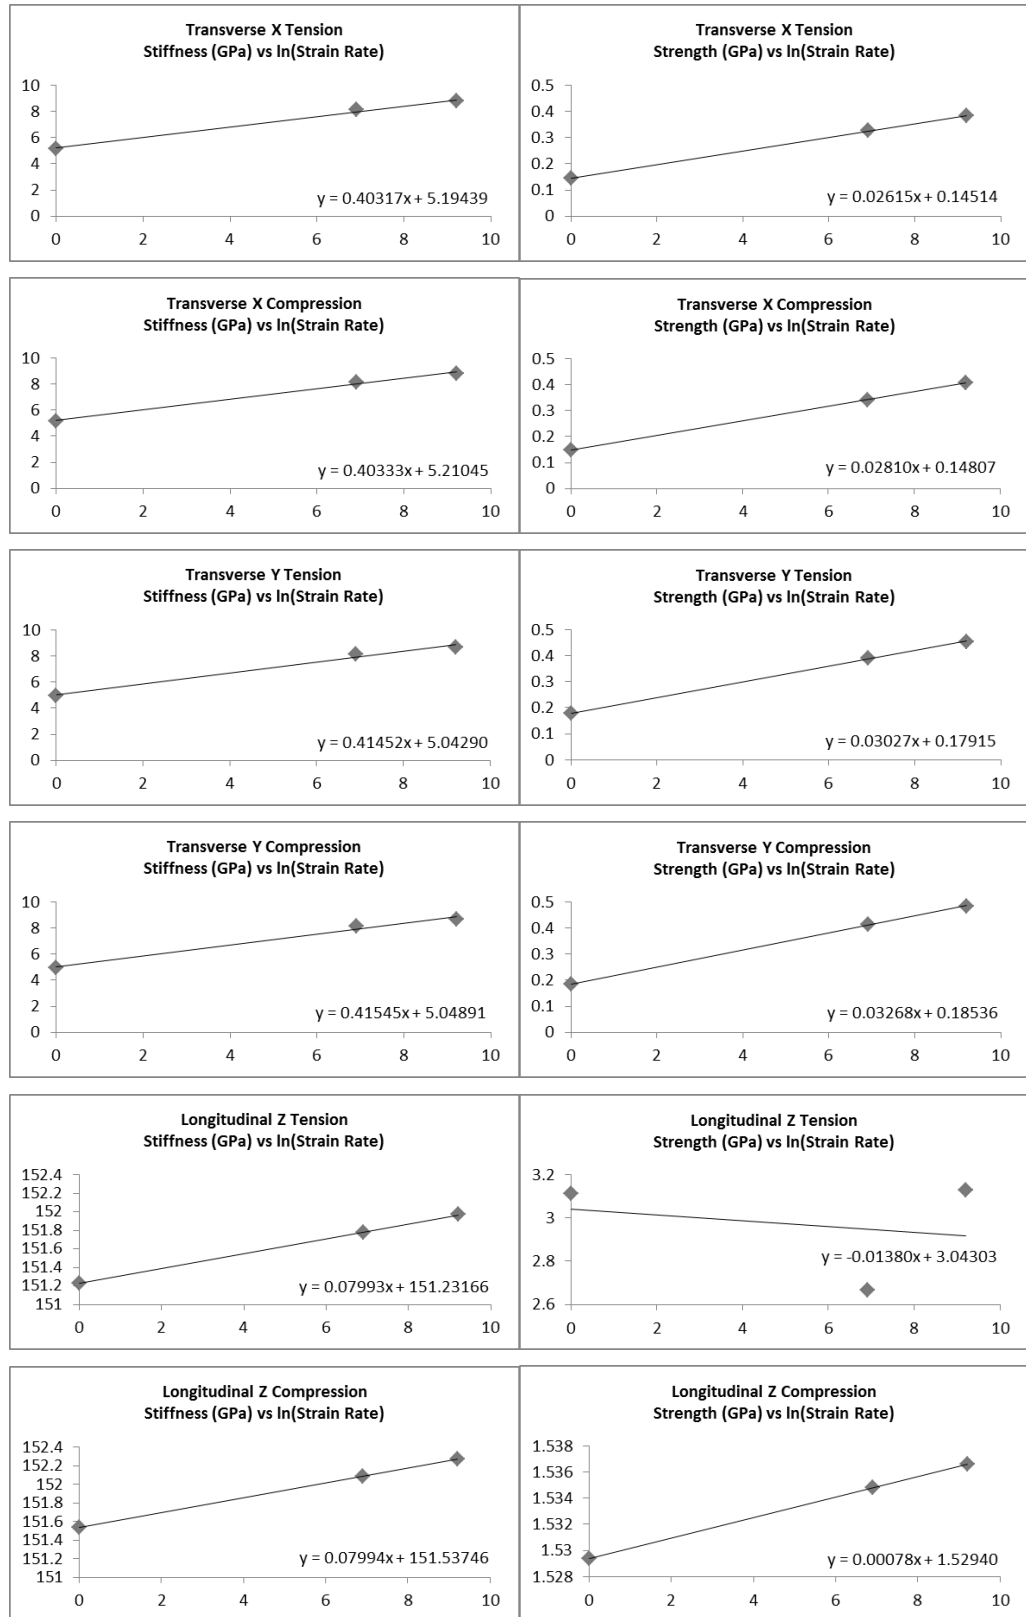 Transverse X Tension
Stiffness (GPa) vs ln(Strain Rate)
10
8
6
4
2
0
y = 0.40317x + 5.19439
0 2 4 6 8 10
Transverse X Tension
Strength (GPa) vs ln(Strain Rate)
0.5
0.4
0.3
0.2
0.1
0
y = 0.02615x + 0.14514
0 2 4 6 8 10
Transverse X Compression
Stiffness (GPa) vs ln(Strain Rate)
10
8
6
4
2
0
y = 0.40333x + 5.21045
0 2 4 6 8 10
Transverse X Compression
Strength (GPa) vs ln(Strain Rate)
0.5
0.4
0.3
0.2
0.1
0
y = 0.02810x + 0.14807
0 2 4 6 8 10
Transverse Y Tension
Stiffness (GPa) vs ln(Strain Rate)
10
8
6
4
2
0
y = 0.41452x + 5.04290
0 2 4 6 8 10
Transverse Y Tension
Strength (GPa) vs ln(Strain Rate)
0.5
0.4
0.3
0.2
0.1
0
y = 0.03027x + 0.17915
0 2 4 6 8 10
Transverse Y Compression
Stiffness (GPa) vs ln(Strain Rate)
10
8
6
4
2
0
y = 0.41545x + 5.04891
0 2 4 6 8 10
Transverse Y Compression
Strength (GPa) vs ln(Strain Rate)
0.5
0.4
0.3
0.2
0.1
0
y = 0.03268x + 0.18536
0 2 4 6 8 10
Longitudinal Z Tension
Stiffness (GPa) vs ln(Strain Rate)
152.4
152.2
152
151.8
151.6
151.4
151.2
151
y = 0.07993x + 151.23166
0 2 4 6 8 10
Longitudinal Z Tension
Strength (GPa) vs ln(Strain Rate)
3.2
3
2.8
2.6
y = -0.01380x + 3.04303
0 2 4 6 8 10
Longitudinal Z Compression
Stiffness (GPa) vs ln(Strain Rate)
152.4
152.2
152
151.8
151.6
151.4
151.2
151
y = 0.07994x + 151.53746
0 2 4 6 8 10
Longitudinal Z Compression
Strength (GPa) vs ln(Strain Rate)
1.538
1.536
1.534
1.532
1.53
1.528
y = 0.00078x + 1.52940
0 2 4 6 8 10